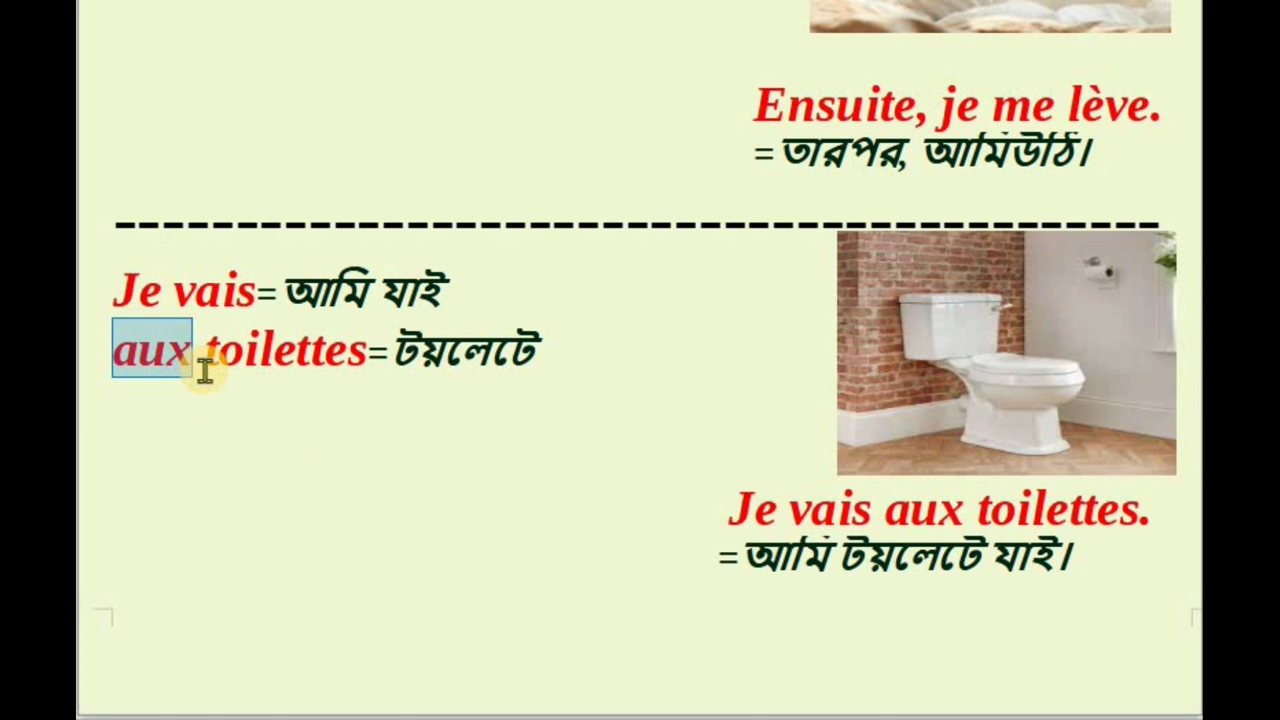 Ensuite, je me lève.
=তারপর, আমিউঠি।
Je vais=আমি যাই
aux toilettes=টয়লেটে
Je vais aux toilettes.
=আমি টয়লেটে যাই।